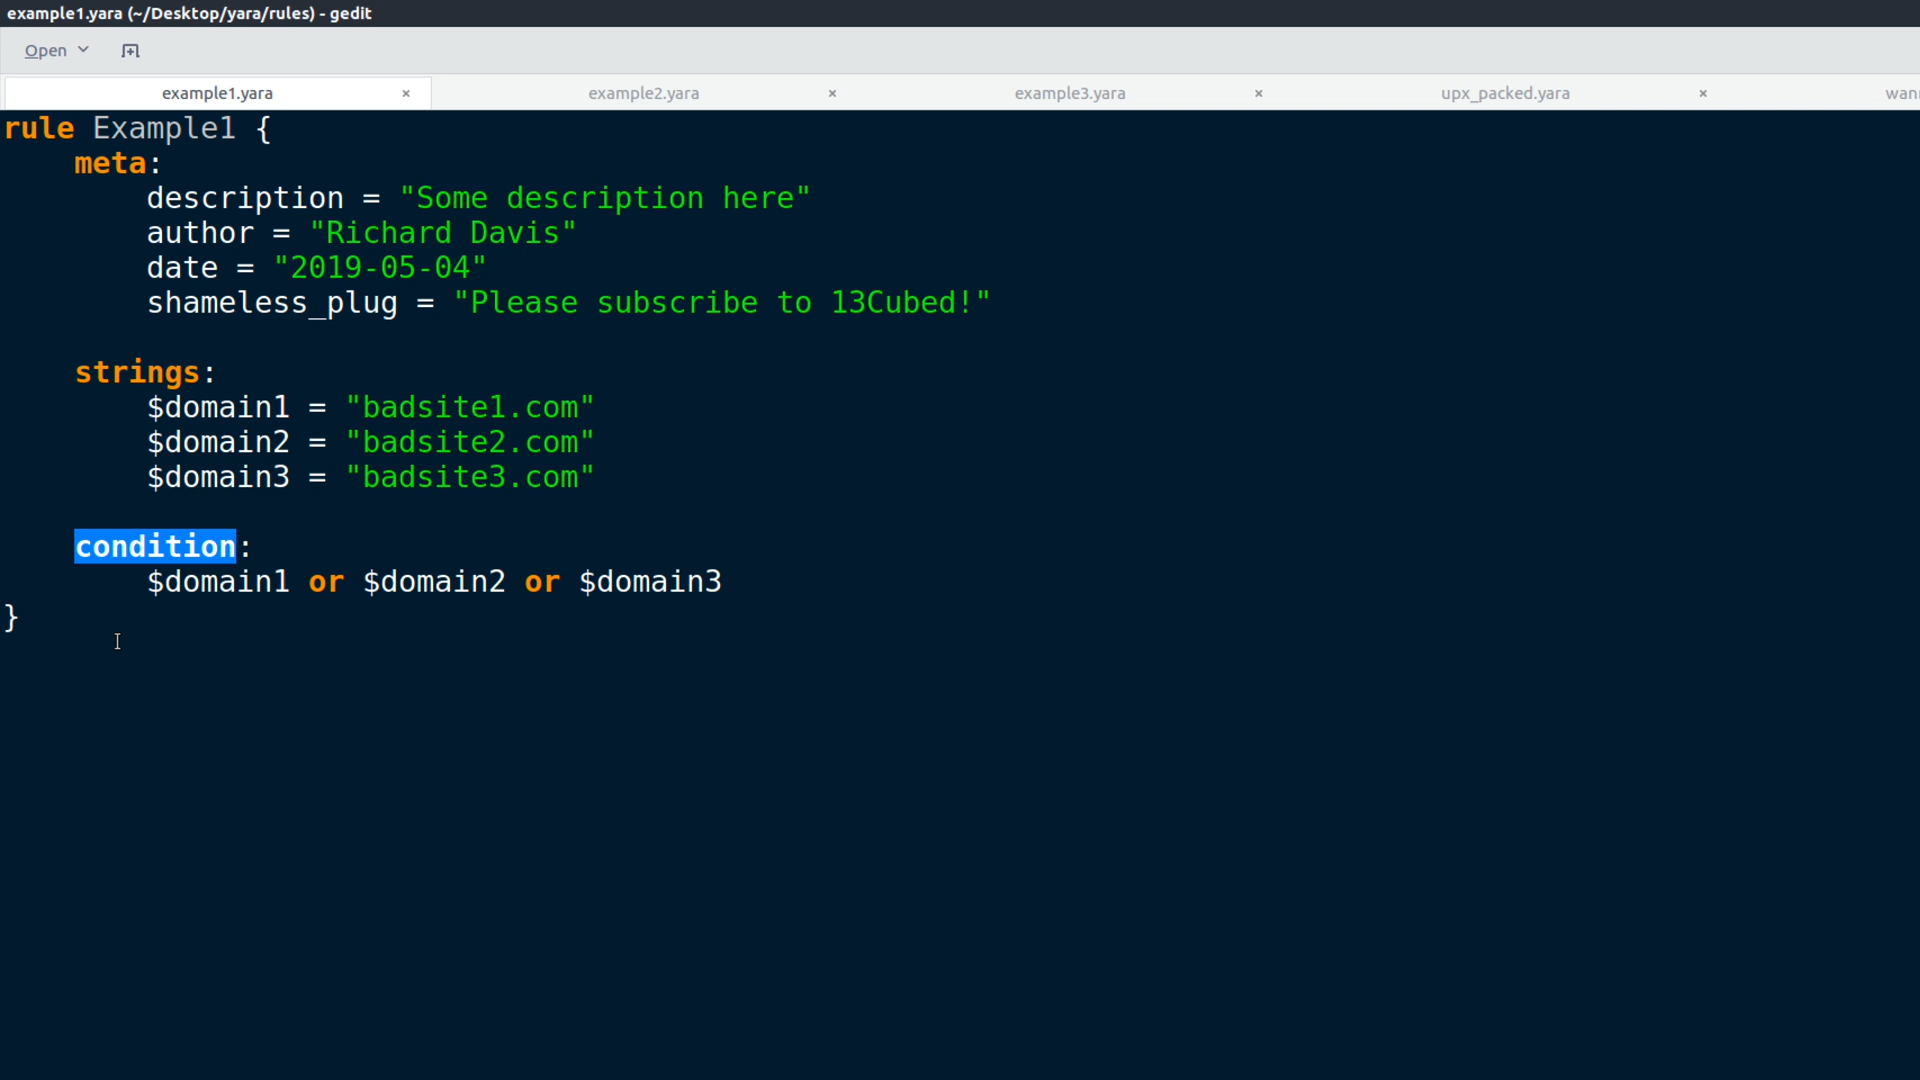 example1.yara (~/Desktop/yara/rules) - gedit
Open
example1.yara × example2.yara × example3.yara × upx_packed.yara ×
rule Example1 {
meta:
description = "Some description here"
author = "Richard Davis"
date = "2019-05-04"
shameless_plug = "Please subscribe to 13Cubed!"
strings:
$domain1 = "badsite1.com"
$domain2 = "badsite2.com"
$domain3 = "badsite3.com"
condition:
$domain1 or $domain2 or $domain3
}